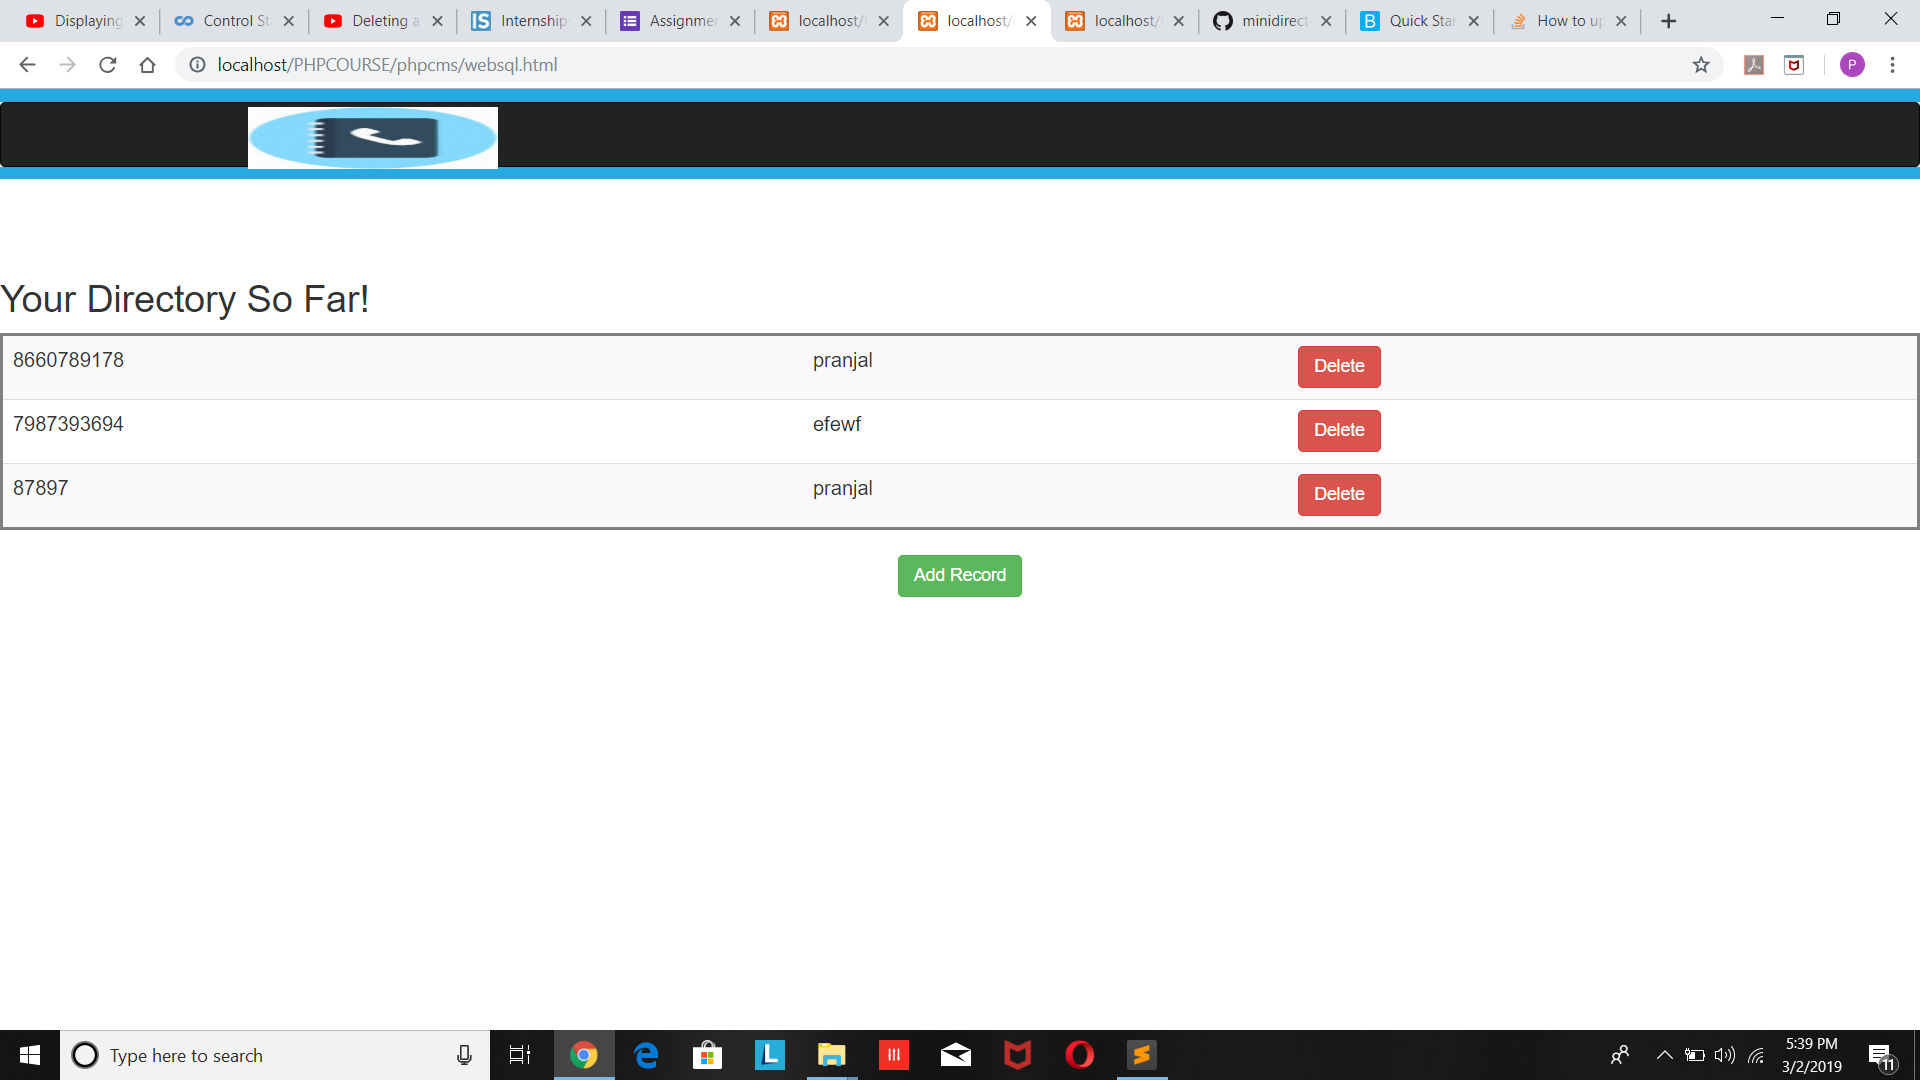 Displaying
Control St
Deleting a
Internship
Assignmen
localhost/
localhost/
localhost/
minidirect
Quick Star
How to up
localhost/PHPCOURSE/phpcms/websql.html
P
Your Directory So Far!
8660789178 pranjal Delete
7987393694 efewf Delete
87897 pranjal Delete
Add Record
Type here to search
5:39 PM
3/2/2019
11